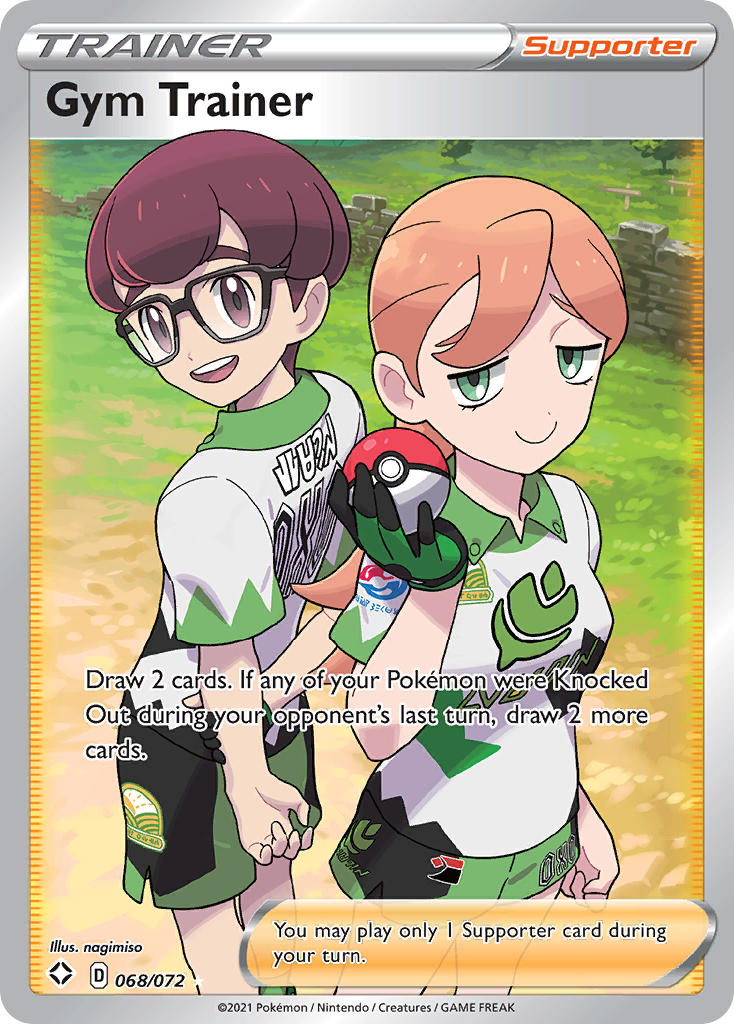 TRAINER
Supporter
Gym Trainer
Draw 2 cards. If any of your Pokémon were Knocked
Out during your opponent's last turn, draw 2 more
cards.
You may play only 1 Supporter card during
your turn.
Illus. nagimiso
D 068/072
©2021 Pokémon / Nintendo / Creatures / GAME FREAK